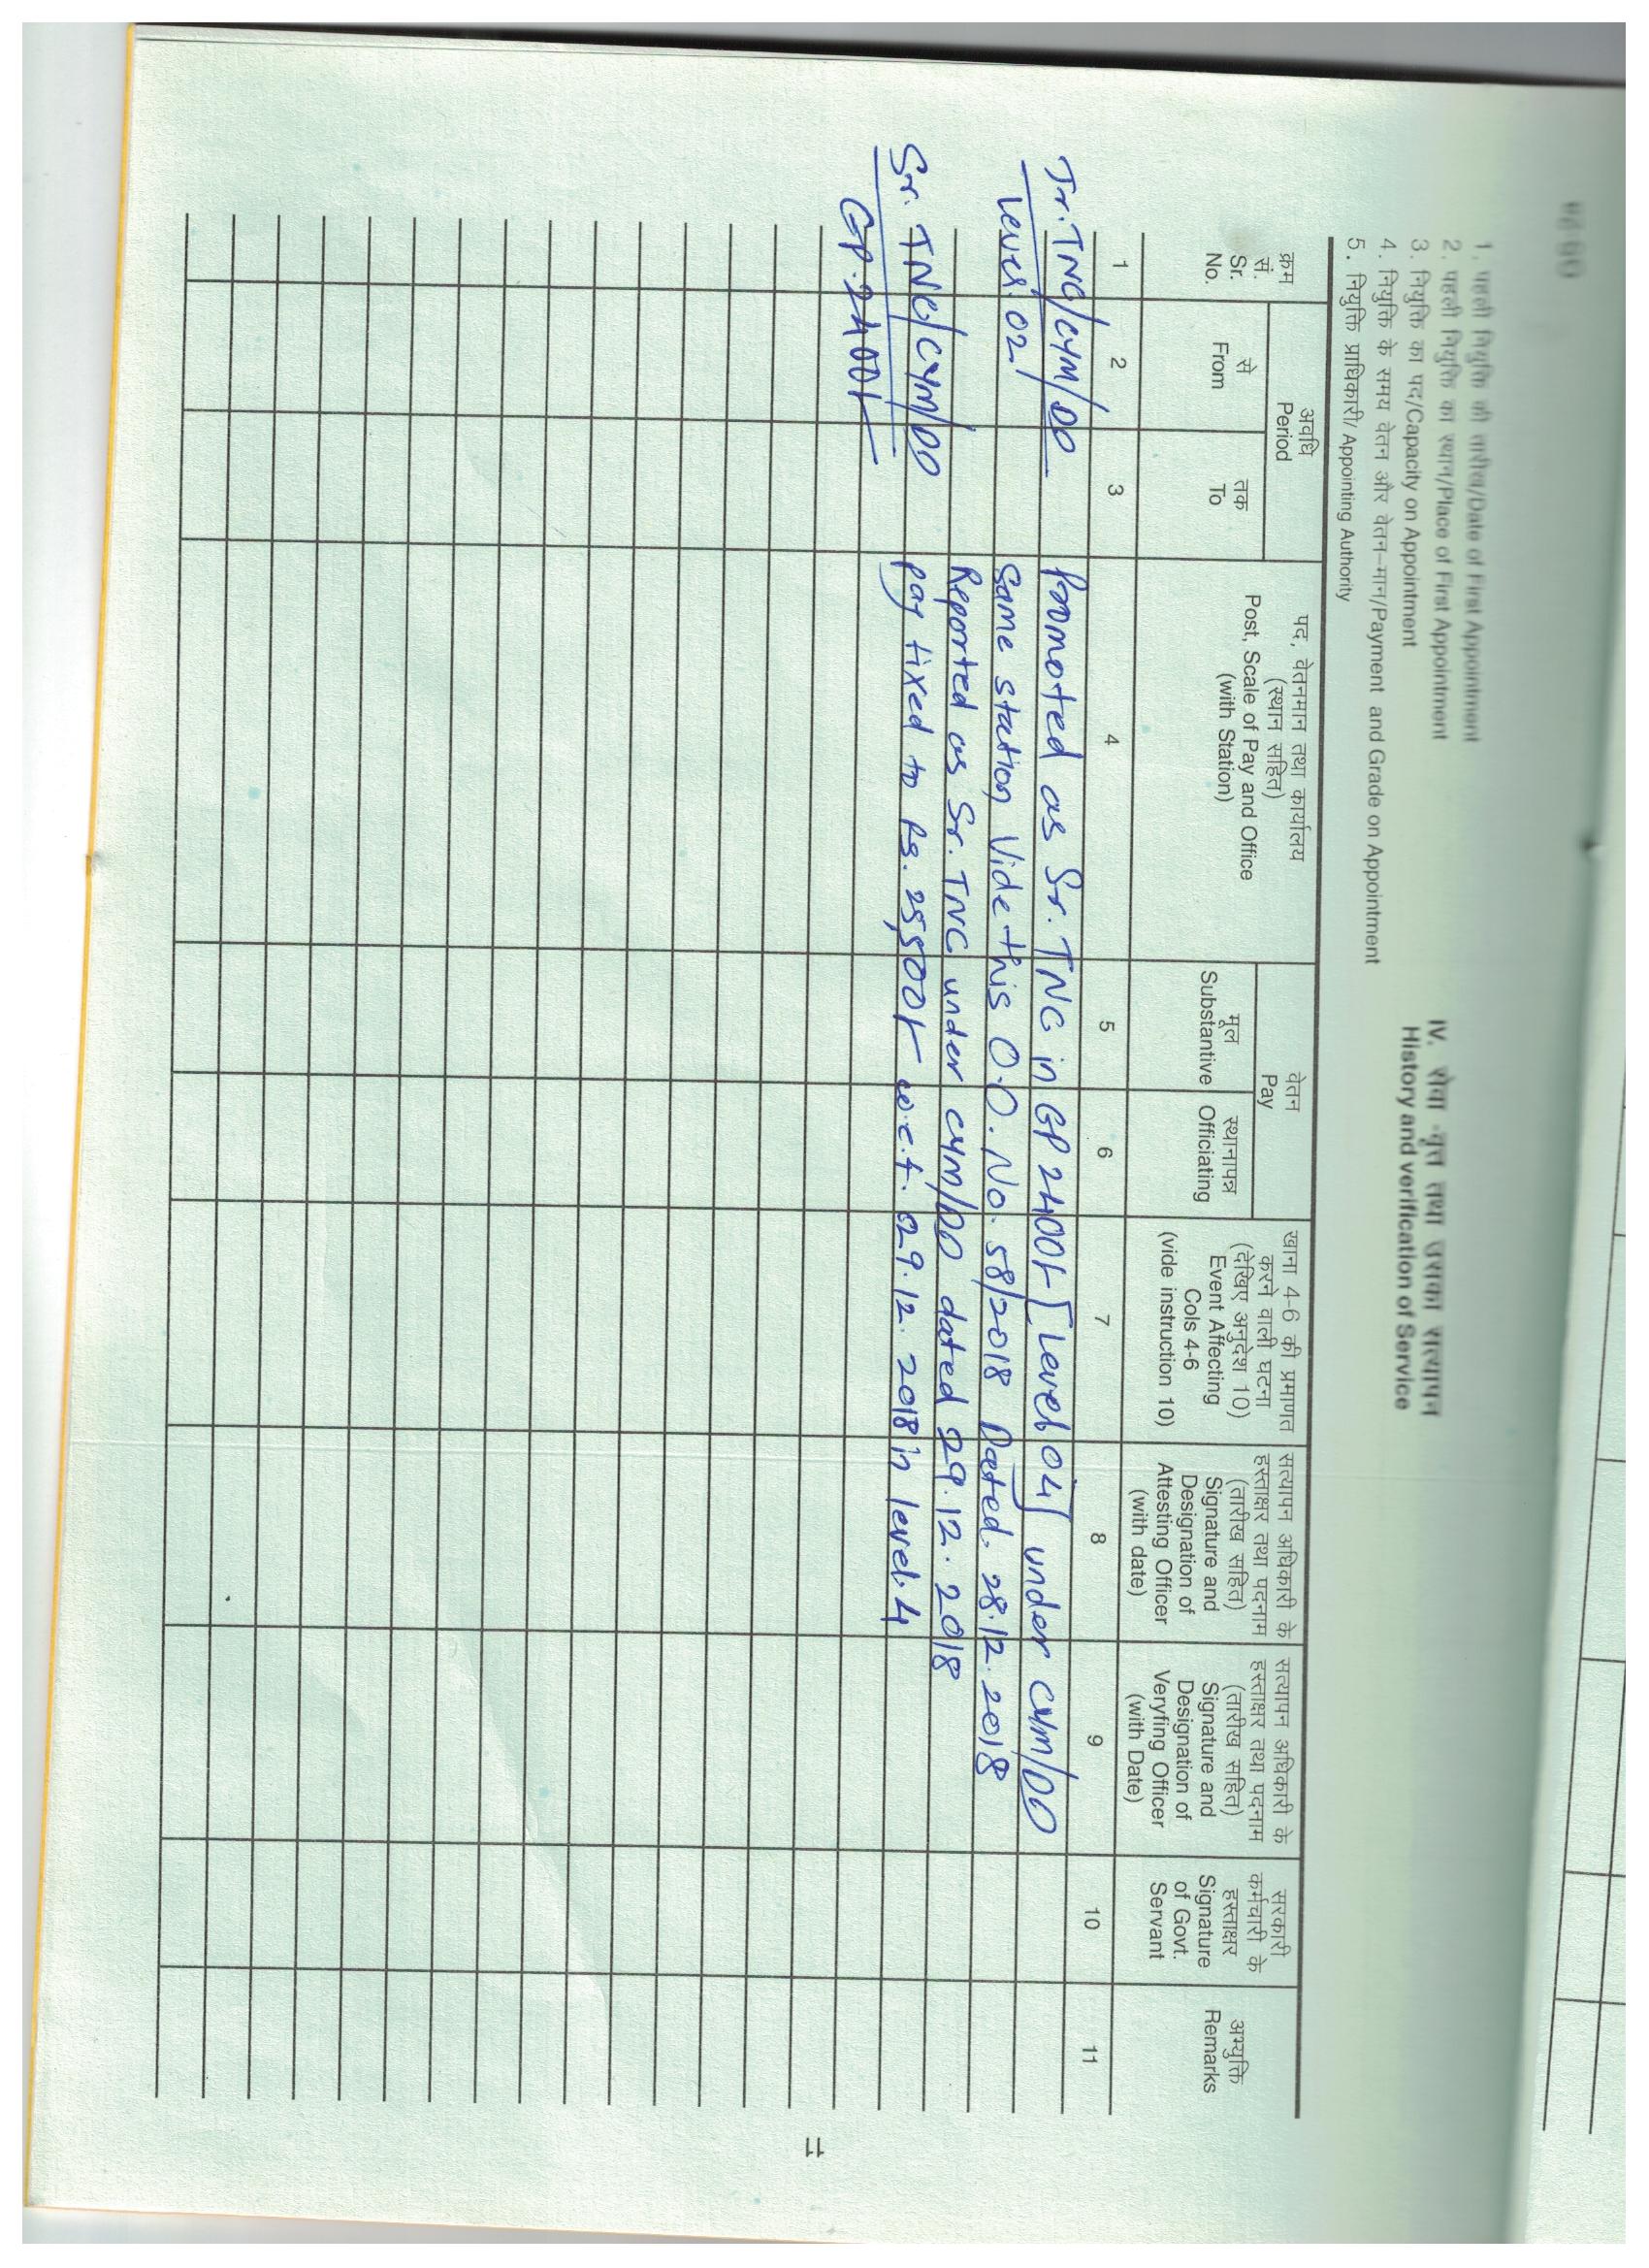 1. पहली नियुक्ति की तारीख/Date of First Appointment
2. पहली नियुक्ति का स्थान/Place of First Appointment
3. नियुक्ति का पद/Capacity on Appointment
4. नियुक्ति के समय वेतन और वेतन–मान/Payment and Grade on Appointment
5. नियुक्ति प्राधिकारी/ Appointing Authority
IV. सेवा -वृत्त तथा उसका सत्यापन
History and verification of Service
क्रम
सं.
Sr.
No.
अवधि
Period
से
From
तक
To
पद, वेतनमान तथा कार्यालय
(स्थान सहित)
Post, Scale of Pay and Office
(with Station)
वेतन
Pay
मूल
Substantive
स्थानापन्न
Officiating
खाना 4-6 की प्रमाणत
करने वाली घटना
(देखिए अनुदेश 10)
Event Affecting
Cols 4-6
(vide instruction 10)
सत्यापन अधिकारी के
हस्ताक्षर तथा पदनाम
(तारीख सहित)
Signature and
Designation of
Attesting Officer
(with date)
सत्यापन अधिकारी के
हस्ताक्षर तथा पदनाम
(तारीख सहित)
Signature and
Designation of
Veryfing Officer
(with Date)
सरकारी
कर्मचारी के
हस्ताक्षर
Signature
of Govt.
Servant
अभ्युक्ति
Remarks
1 2 3 4 5 6 7 8 9 10 11
Jr. TNC/CYM/DD Promoted as Sr. TNC in GP 2400/- [Level 04] under CYM/DD
Level. 02 Same station Vide this O.O. No. 58/2018 Dated. 28.12.2018
Reported as Sr. TNC under CYM/DD dated 29.12.2018
Sr. TNC/CYM/DD Pay fixed to Rs. 25,500/- w.e.f. 29.12.2018 in level. 4
GP. 2400/-
11